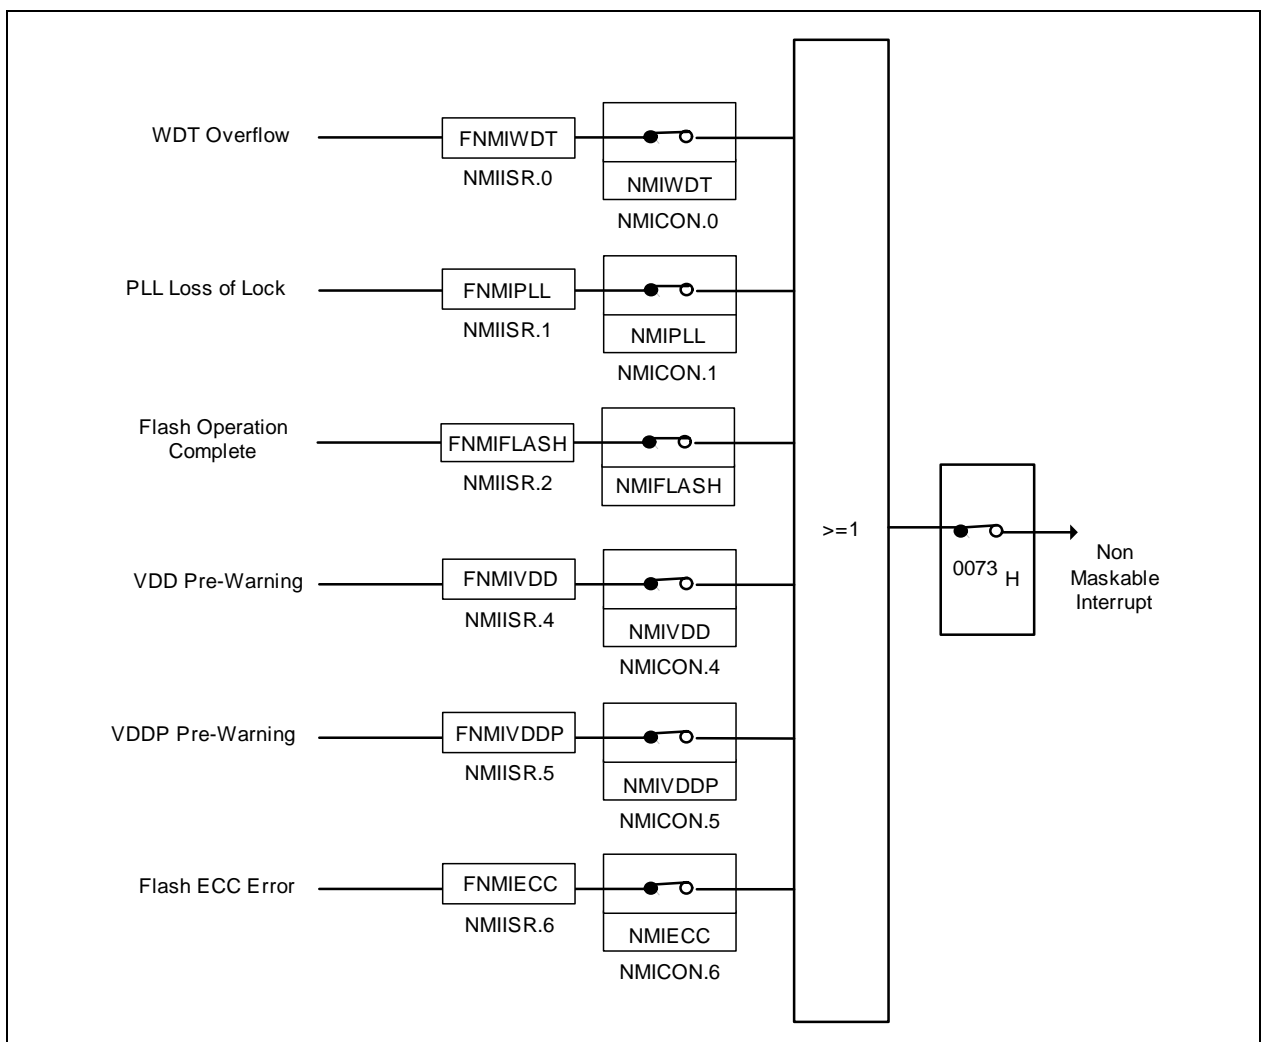 WDT Overflow
FNMIWDT
NMIISR.0
NMIWDT
NMICON.0
PLL Loss of Lock
FNMIPLL
NMIISR.1
NMIPLL
NMICON.1
Flash Operation
Complete
FNMIFLASH
NMIISR.2
NMIFLASH
VDD Pre-Warning
FNMIVDD
NMIISR.4
NMIVDD
NMICON.4
VDDP Pre-Warning
FNMIVDDP
NMIISR.5
NMIVDDP
NMICON.5
Flash ECC Error
FNMIECC
NMIISR.6
NMIECC
NMICON.6
>=1
0073 H
Non
Maskable
Interrupt